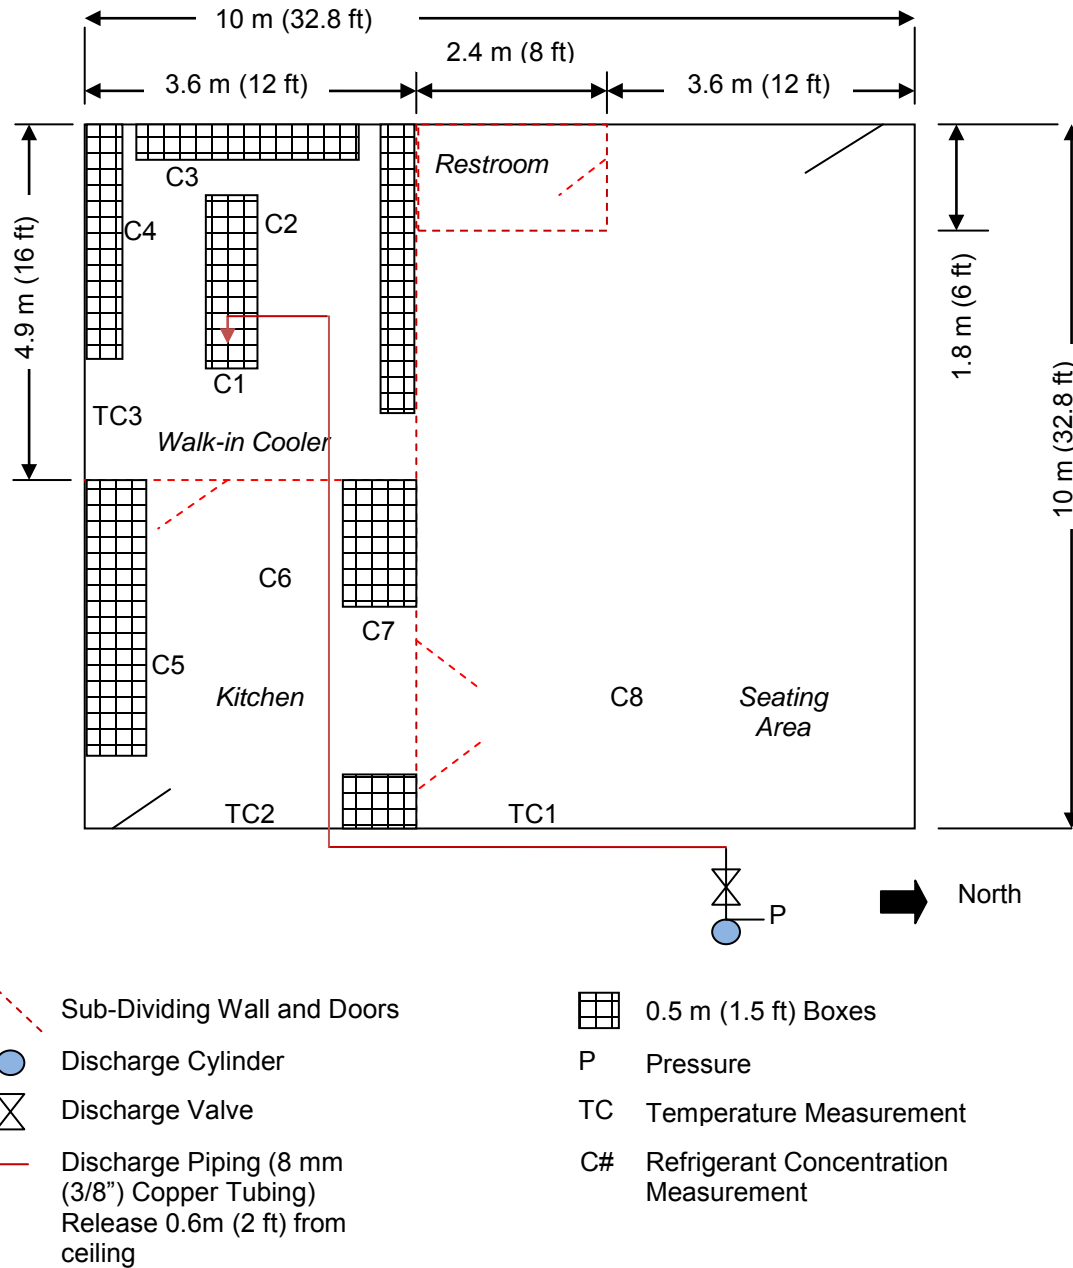 10 m (32.8 ft)
2.4 m (8 ft)
3.6 m (12 ft)
3.6 m (12 ft)
Restroom
C3
C4
C2
4.9 m (16 ft)
1.8 m (6 ft)
10 m (32.8 ft)
C1
TC3
Walk-in Cooler
C6
C7
C5
Kitchen
C8
Seating
Area
TC2
TC1
P
North
Sub-Dividing Wall and Doors
0.5 m (1.5 ft) Boxes
Discharge Cylinder
P
Pressure
Discharge Valve
TC
Temperature Measurement
Discharge Piping (8 mm
(3/8”) Copper Tubing)
Release 0.6m (2 ft) from
ceiling
C#
Refrigerant Concentration
Measurement